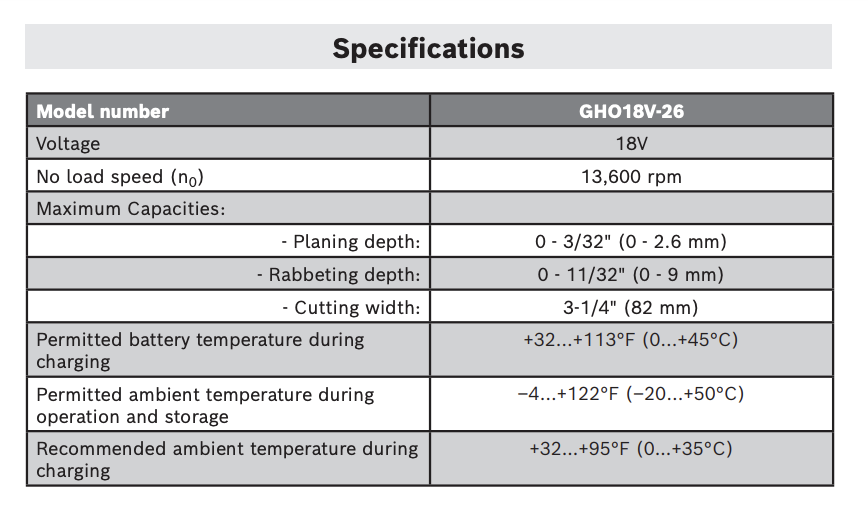 Specifications
Model number GHO18V-26
Voltage 18V
No load speed (n0) 13,600 rpm
Maximum Capacities:
- Planing depth: 0 - 3/32" (0 - 2.6 mm)
- Rabbeting depth: 0 - 11/32" (0 - 9 mm)
- Cutting width: 3-1/4" (82 mm)
Permitted battery temperature during +32...+113°F (0...+45°C)
charging
Permitted ambient temperature during −4...+122°F (−20...+50°C)
operation and storage
Recommended ambient temperature during +32...+95°F (0...+35°C)
charging